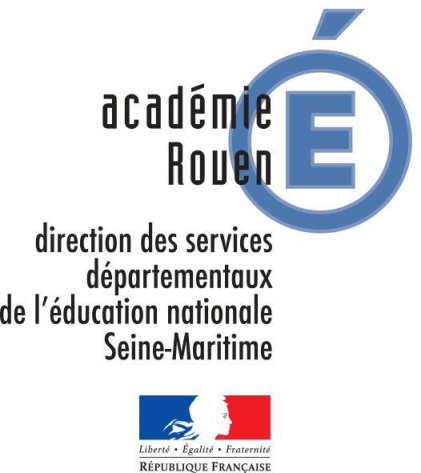 académie
Rouen
É
direction des services
départementaux
de l'éducation nationale
Seine-Maritime
Liberté • Égalité • Fraternité
RÉPUBLIQUE FRANÇAISE